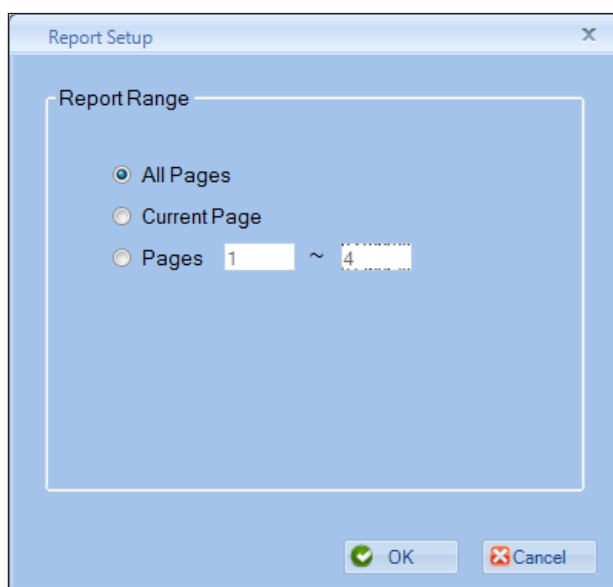 Report Setup
Report Range
All Pages
Current Page
Pages 1 ~ 4
OK Cancel